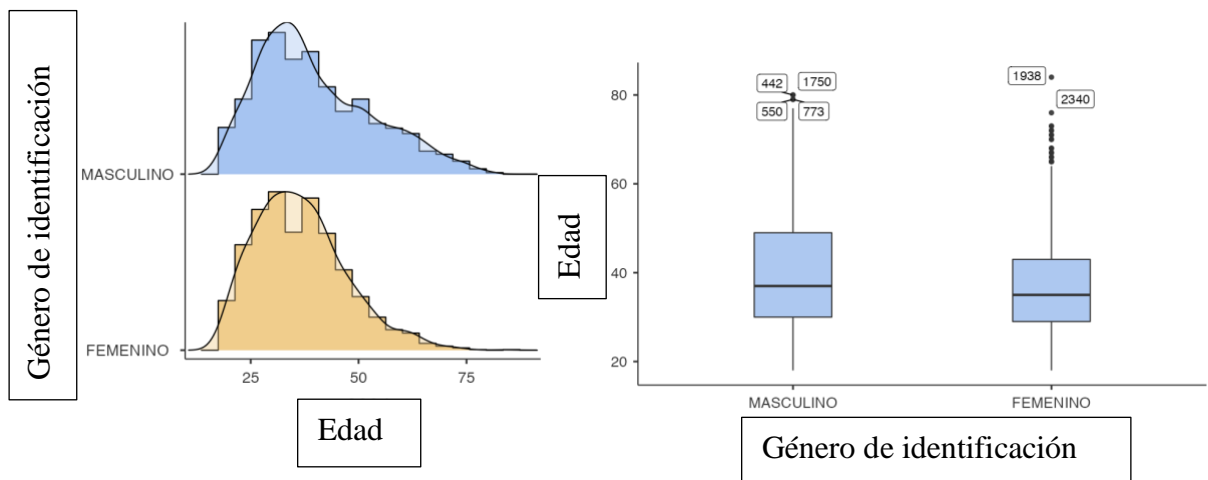 Género de identificación
MASCULINO
FEMENINO
25
50
75
Edad
Edad
80
60
40
20
442
1750
550
773
1938
2340
MASCULINO
FEMENINO
Género de identificación